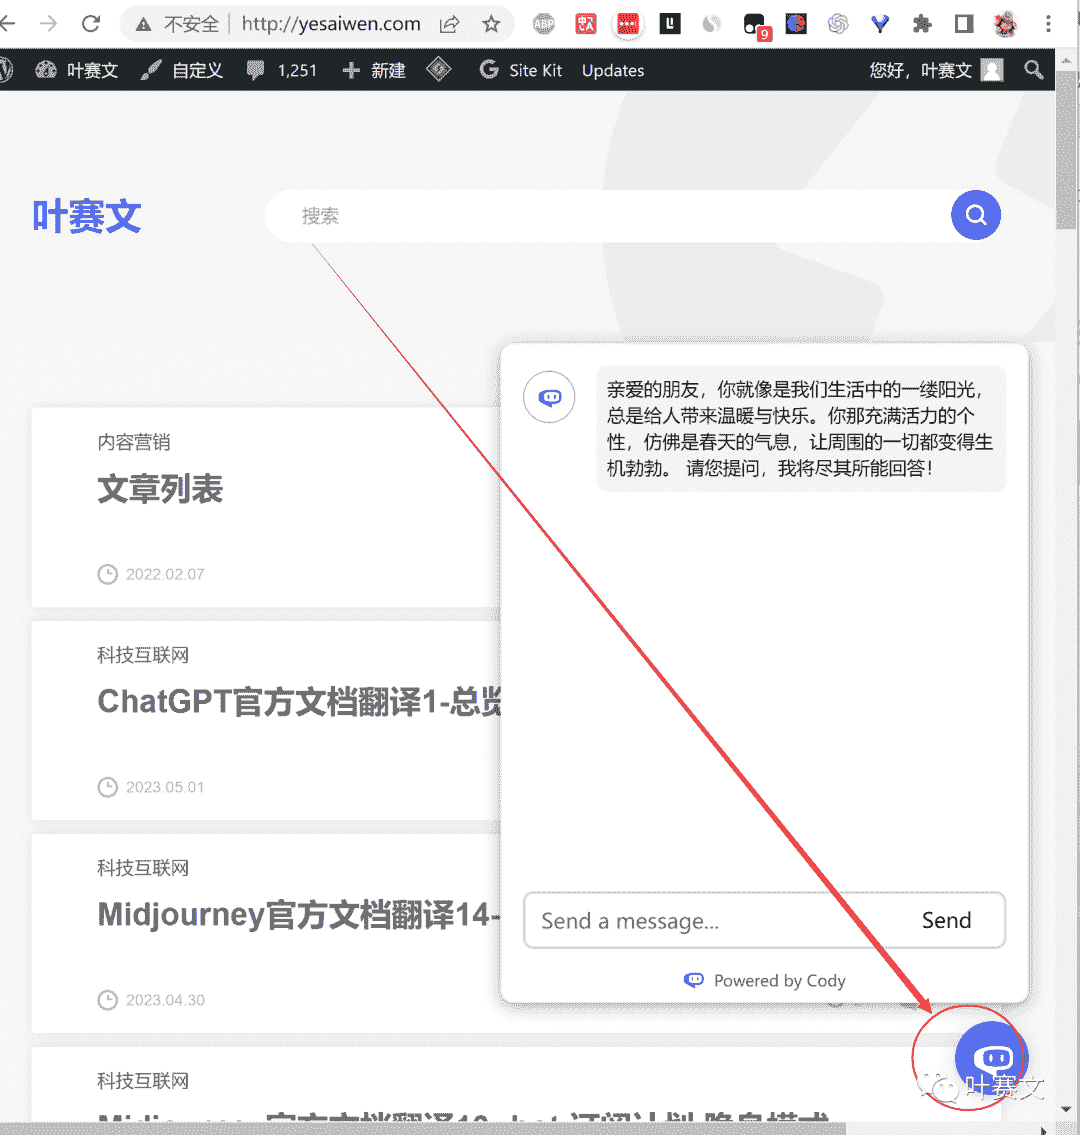 不安全 http://yesaiwen.com
ABP
L
9
叶赛文 自定义 1,251 新建 G Site Kit Updates 您好，叶赛文
叶赛文
搜索
亲爱的朋友，你就像是我们生活中的一缕阳光，
总是给人带来温暖与快乐。你那充满活力的个
性，仿佛是春天的气息，让周围的一切都变得生
机勃勃。 请您提问，我将尽其所能回答！
内容营销
文章列表
2022.02.07
科技互联网
ChatGPT官方文档翻译1-总览
2023.05.01
科技互联网
Midjourney官方文档翻译14-
2023.04.30
Send a message... Send
Powered by Cody
科技互联网
叶赛文